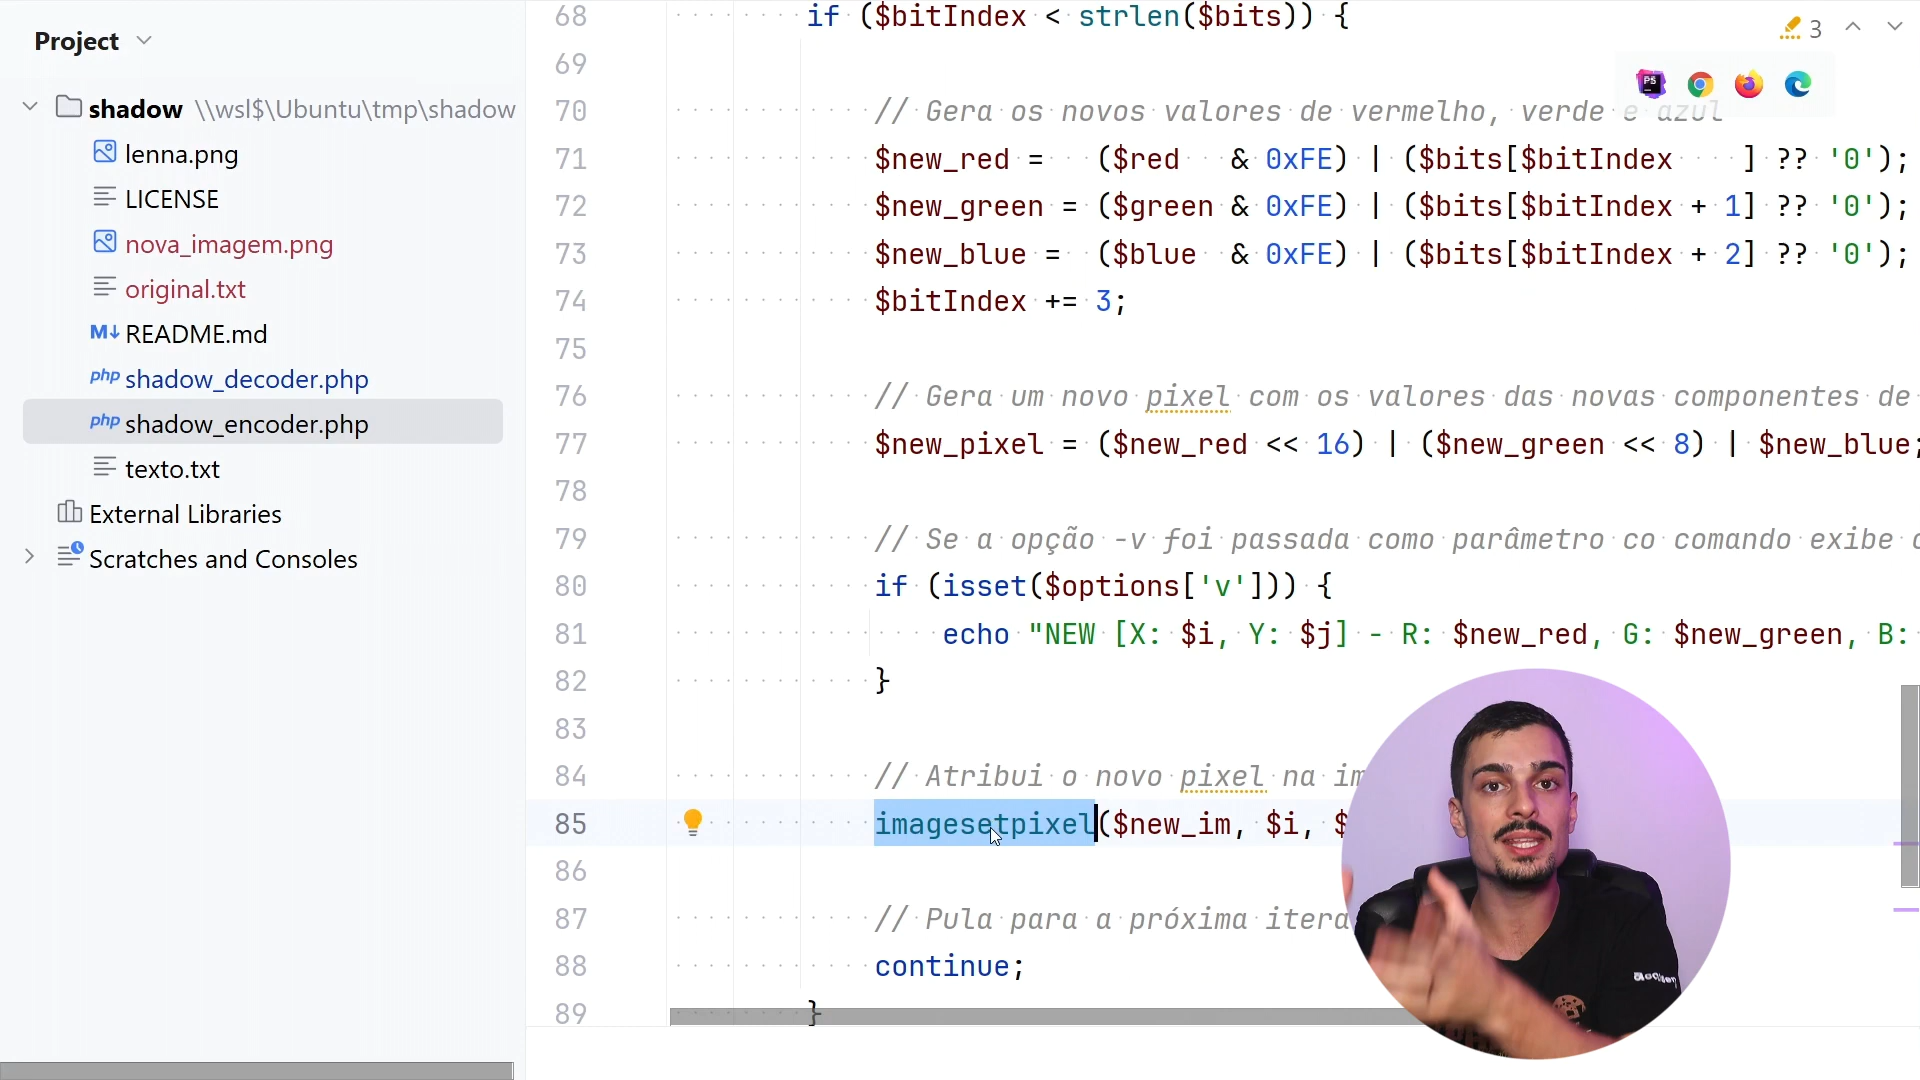 Project
shadow \\wsl$\Ubuntu\tmp\shadow
lenna.png
LICENSE
nova_imagem.png
original.txt
M↓ README.md
php shadow_decoder.php
php shadow_encoder.php
texto.txt
External Libraries
Scratches and Consoles
3
PS
68 if ($bitIndex < strlen($bits)) {
69
70 // Gera os novos valores de vermelho, verde e azul
71 $new_red =   ($red   & 0xFE) | ($bits[$bitIndex    ] ?? '0');
72 $new_green = ($green & 0xFE) | ($bits[$bitIndex + 1] ?? '0');
73 $new_blue =  ($blue  & 0xFE) | ($bits[$bitIndex + 2] ?? '0');
74 $bitIndex += 3;
75
76 // Gera um novo pixel com os valores das novas componentes de
77 $new_pixel = ($new_red << 16) | ($new_green << 8) | $new_blue;
78
79 // Se a opção -v foi passada como parâmetro co comando exibe
80 if (isset($options['v'])) {
81 echo "NEW [X: $i, Y: $j] - R: $new_red, G: $new_green, B:
82 }
83
84 // Atribui o novo pixel na im
85 imagesetpixel($new_im, $i, $
86
87 // Pula para a próxima itera
88 continue;
89 }